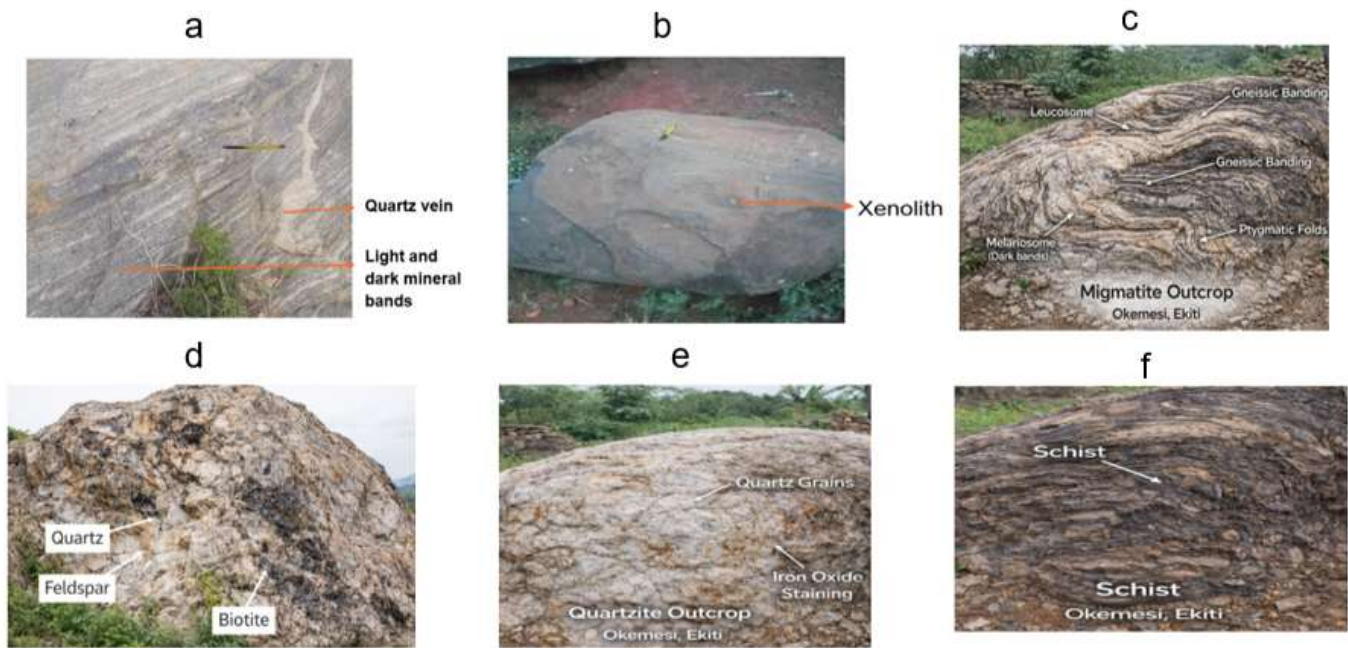 a
b
c
Quartz vein
Light and
dark mineral
bands
Xenolith
Gneissic Banding
Leucosome
Gneissic Banding
Melariosome
(Dark bands)
Ptygmatic Folds
Migmatite Outcrop
Okemesi, Ekiti
d
e
f
Quartz
Feldspar
Biotite
Quartz Grains
Iron Oxide
Staining
Quartzite Outcrop
Okemesi, Ekiti
Schist
Schist
Okemesi, Ekiti